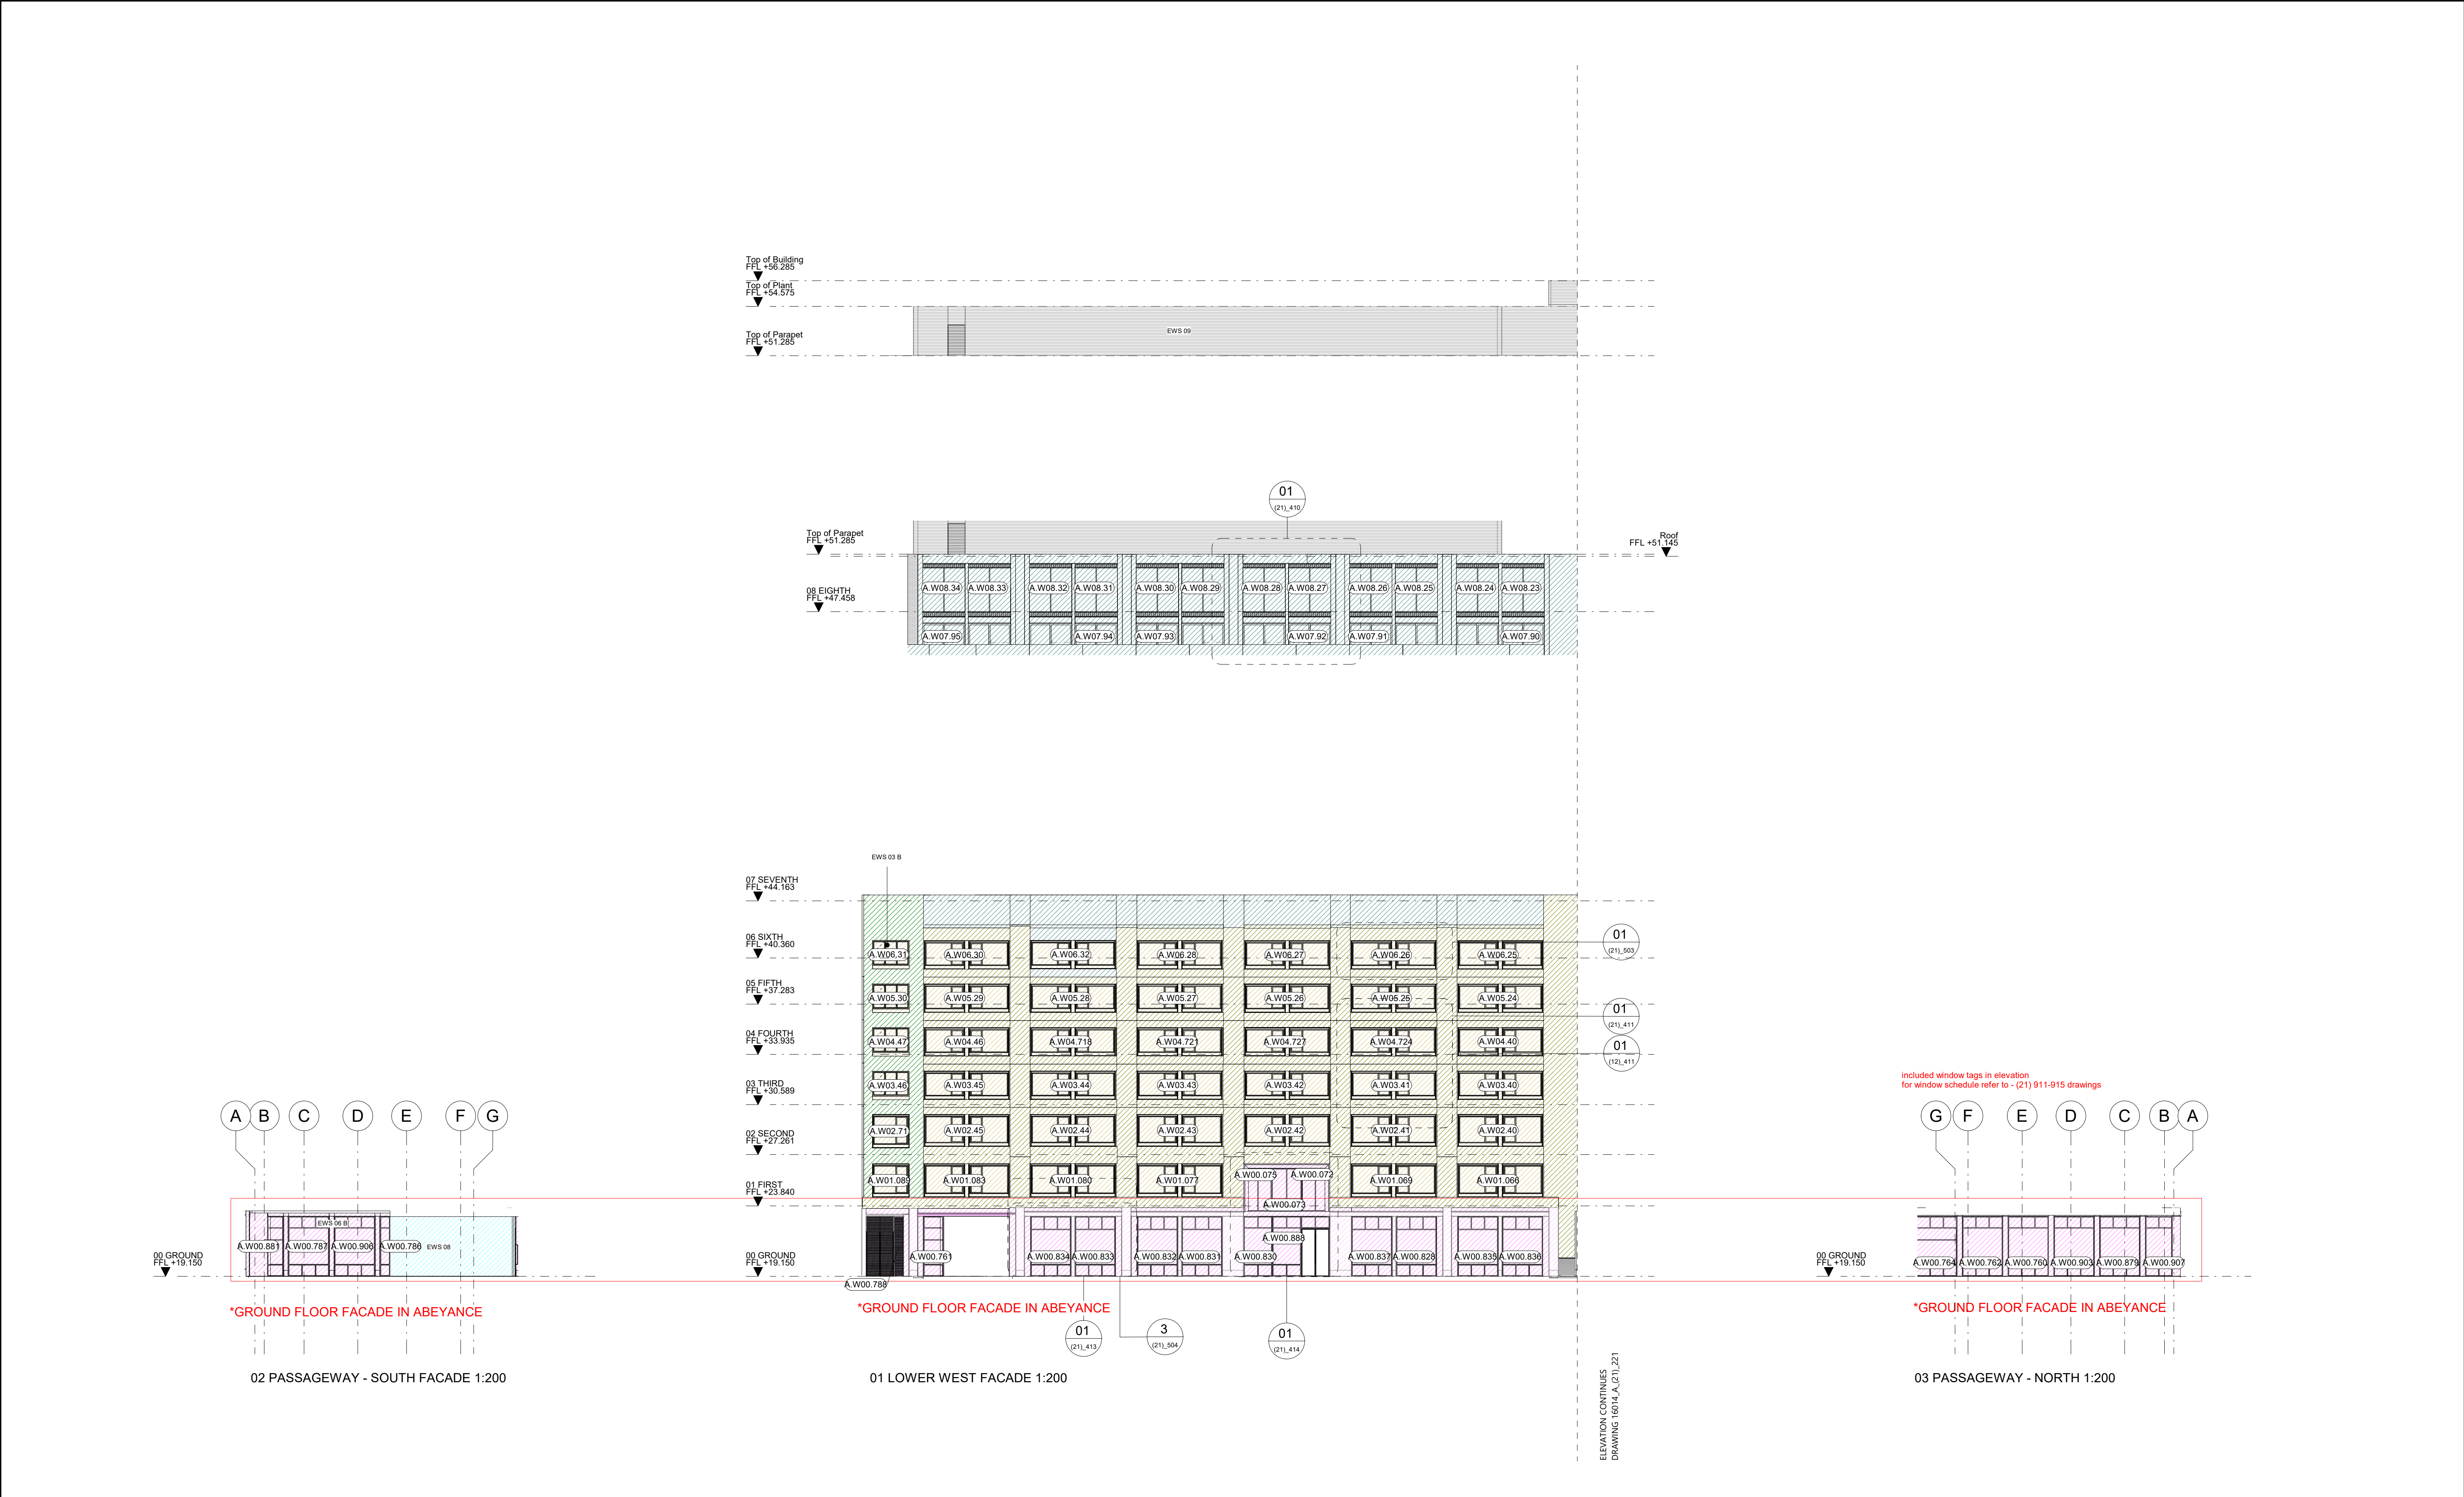 Top of Building
FFL +56.285
Top of Plant
FFL +54.575
Top of Parapet
FFL +51.285
EWS 09
01
(21)_410
Top of Parapet
FFL +51.285
Roof
FFL +51.145
08 EIGHTH
FFL +47.458
A.W08.34 A.W08.33 A.W08.32 A.W08.31 A.W08.30 A.W08.29 A.W08.28 A.W08.27 A.W08.26 A.W08.25 A.W08.24 A.W08.23
A.W07.95 A.W07.94 A.W07.93 A.W07.92 A.W07.91 A.W07.90
EWS 03 B
07 SEVENTH
FFL +44.163
06 SIXTH
FFL +40.360
A.W06.31 A.W06.30 A.W06.32 A.W06.28 A.W06.27 A.W06.26 A.W06.25
01
(21)_503
05 FIFTH
FFL +37.283
A.W05.30 A.W05.29 A.W05.28 A.W05.27 A.W05.26 A.W05.25 A.W05.24
01
(21)_411
04 FOURTH
FFL +33.935
A.W04.47 A.W04.46 A.W04.718 A.W04.721 A.W04.727 A.W04.724 A.W04.40
01
(12)_411
03 THIRD
FFL +30.589
A.W03.46 A.W03.45 A.W03.44 A.W03.43 A.W03.42 A.W03.41 A.W03.40
02 SECOND
FFL +27.261
A.W02.71 A.W02.45 A.W02.44 A.W02.43 A.W02.42 A.W02.41 A.W02.40
01 FIRST
FFL +23.840
A.W01.089 A.W01.083 A.W01.080 A.W01.077 A.W00.075 A.W00.072 A.W01.069 A.W01.066
A.W00.073
A.W00.888
00 GROUND
FFL +19.150
A.W00.761 A.W00.834 A.W00.833 A.W00.832 A.W00.831 A.W00.830 A.W00.837 A.W00.828 A.W00.835 A.W00.836
A.W00.788
*GROUND FLOOR FACADE IN ABEYANCE
01
(21)_413
3
(21)_504
01
(21)_414
01 LOWER WEST FACADE 1:200
ELEVATION CONTINUES
DRAWING 16014_A_(21)_221
A B C D E F G
EWS 06 B
A.W00.881 A.W00.787 A.W00.906 A.W00.786 EWS 08
00 GROUND
FFL +19.150
*GROUND FLOOR FACADE IN ABEYANCE
02 PASSAGEWAY - SOUTH FACADE 1:200
included window tags in elevation
for window schedule refer to - (21) 911-915 drawings
G F E D C B A
00 GROUND
FFL +19.150
A.W00.764 A.W00.762 A.W00.760 A.W00.903 A.W00.879 A.W00.907
*GROUND FLOOR FACADE IN ABEYANCE
03 PASSAGEWAY - NORTH 1:200